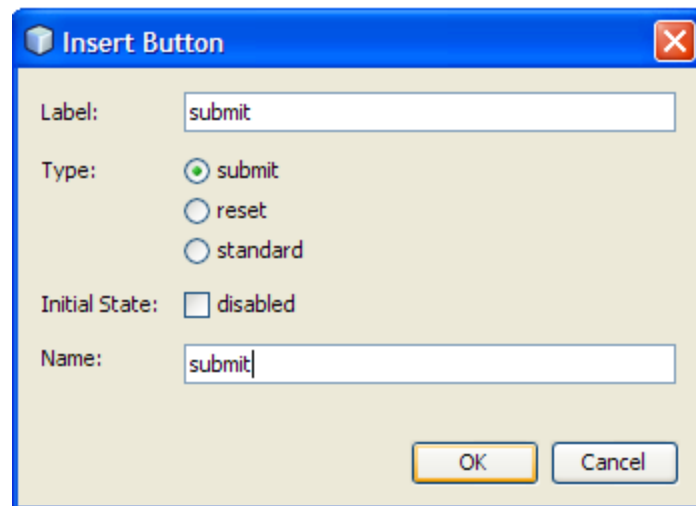 Insert Button
Label: submit
Type: submit
reset
standard
Initial State: disabled
Name: submit
OK Cancel